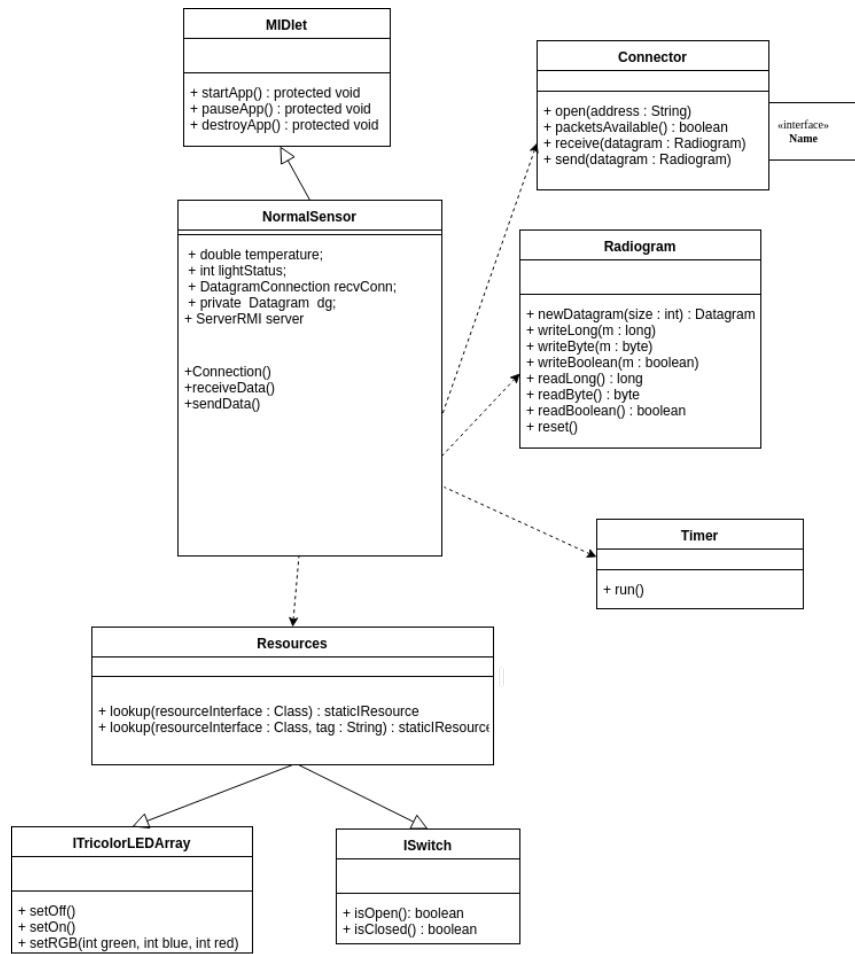 MIDlet
+ startApp() : protected void
+ pauseApp() : protected void
+ destroyApp() : protected void
Connector
+ open(address : String)
+ packetsAvailable() : boolean
+ receive(datagram : Radiogram)
+ send(datagram : Radiogram)
«interface»
Name
NormalSensor
+ double temperature;
+ int lightStatus;
+ DatagramConnection recvConn;
+ private Datagram dg;
+ ServerRMI server
+Connection()
+receiveData()
+sendData()
Radiogram
+ newDatagram(size : int) : Datagram
+ writeLong(m : long)
+ writeByte(m : byte)
+ writeBoolean(m : boolean)
+ readLong() : long
+ readByte() : byte
+ readBoolean() : boolean
+ reset()
Timer
+ run()
Resources
+ lookup(resourceInterface : Class) : staticIResource
+ lookup(resourceInterface : Class, tag : String) : staticIResource
ITricolorLEDArray
+ setOff()
+ setOn()
+ setRGB(int green, int blue, int red)
ISwitch
+ isOpen(): boolean
+ isClosed() : boolean